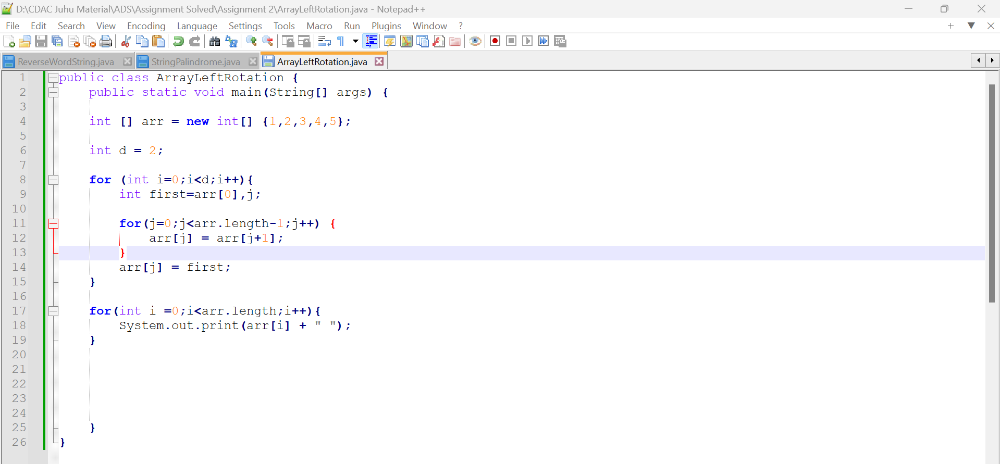 D:\CDAC Juhu Material\ADS\Assignment Solved\Assignment 2\ArrayLeftRotation.java - Notepad++
File Edit Search View Encoding Language Settings Tools Macro Run Plugins Window ?
ReverseWordString.java StringPalindrome.java ArrayLeftRotation.java
1 public class ArrayLeftRotation {
2 public static void main(String[] args) {
3
4 int [] arr = new int[] {1,2,3,4,5};
5
6 int d = 2;
7
8 for (int i=0;i<d;i++){
9 int first=arr[0],j;
10
11 for(j=0;j<arr.length-1;j++) {
12 arr[j] = arr[j+1];
13 }
14 arr[j] = first;
15 }
16
17 for(int i =0;i<arr.length;i++){
18 System.out.print(arr[i] + " ");
19 }
20
21
22
23
24
25 }
26 }